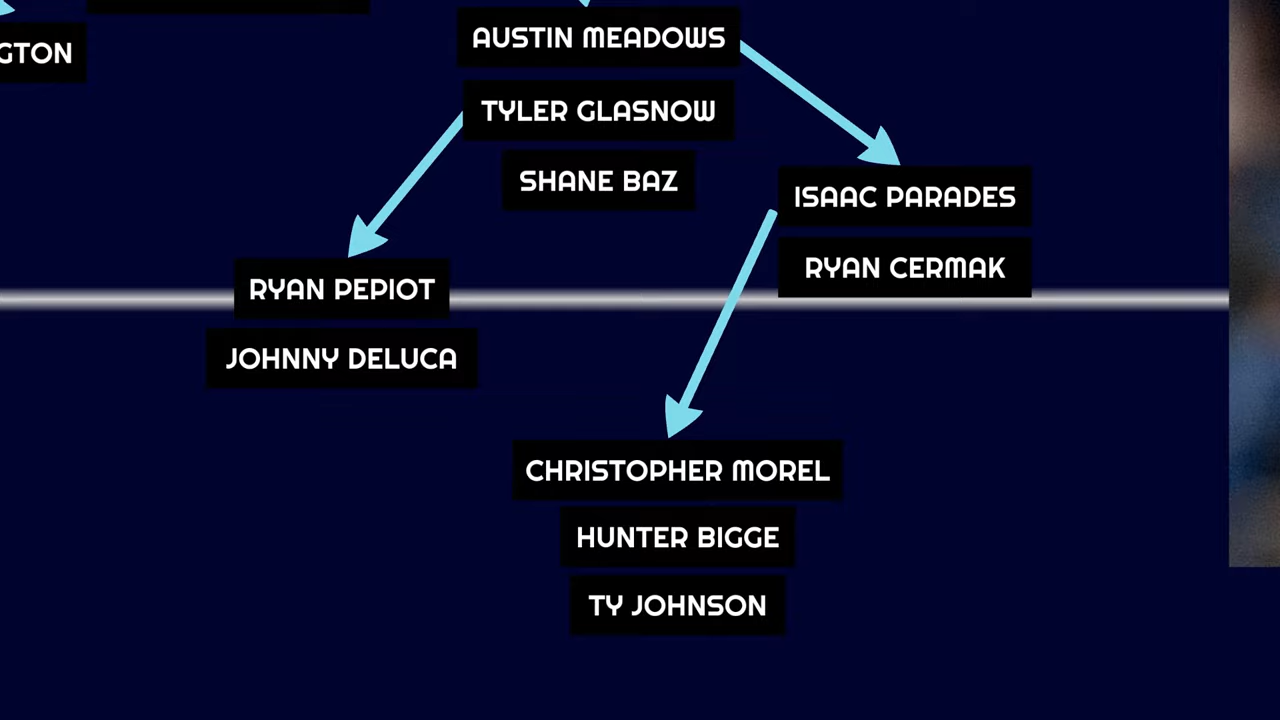 GTON
AUSTIN MEADOWS
TYLER GLASNOW
SHANE BAZ
ISAAC PARADES
RYAN CERMAK
RYAN PEPIOT
JOHNNY DELUCA
CHRISTOPHER MOREL
HUNTER BIGGE
TY JOHNSON